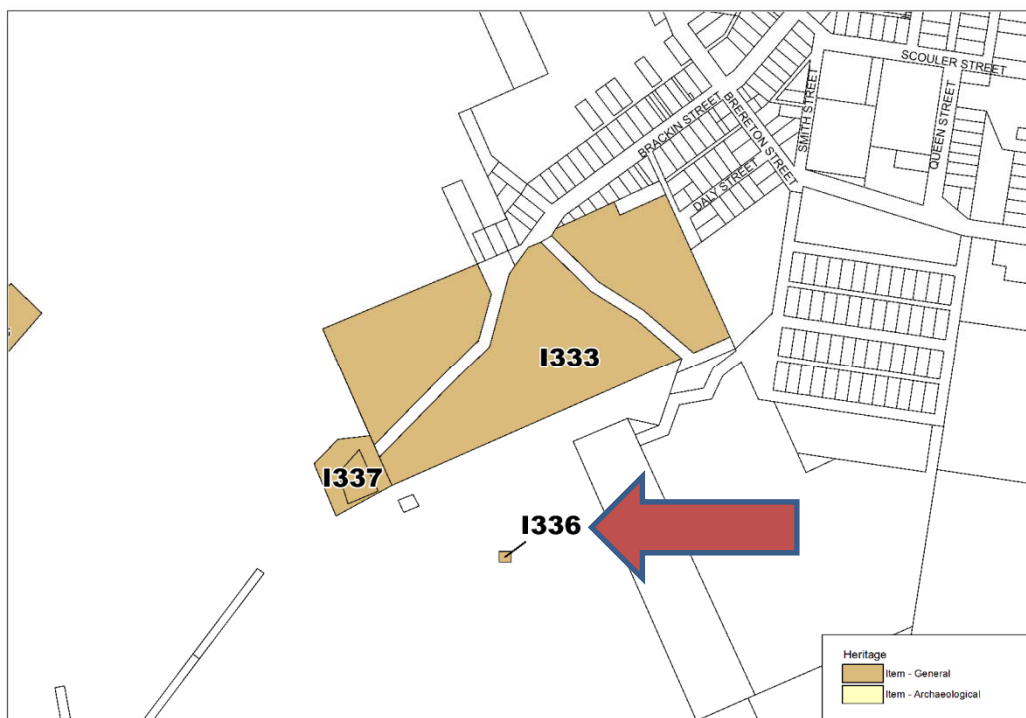 SCOULER STREET
SMITH STREET
QUEEN STREET
BRERETON STREET
BRACKIN STREET
DALY STREET
I333
I337
I336
Heritage
Item - General
Item - Archaeological